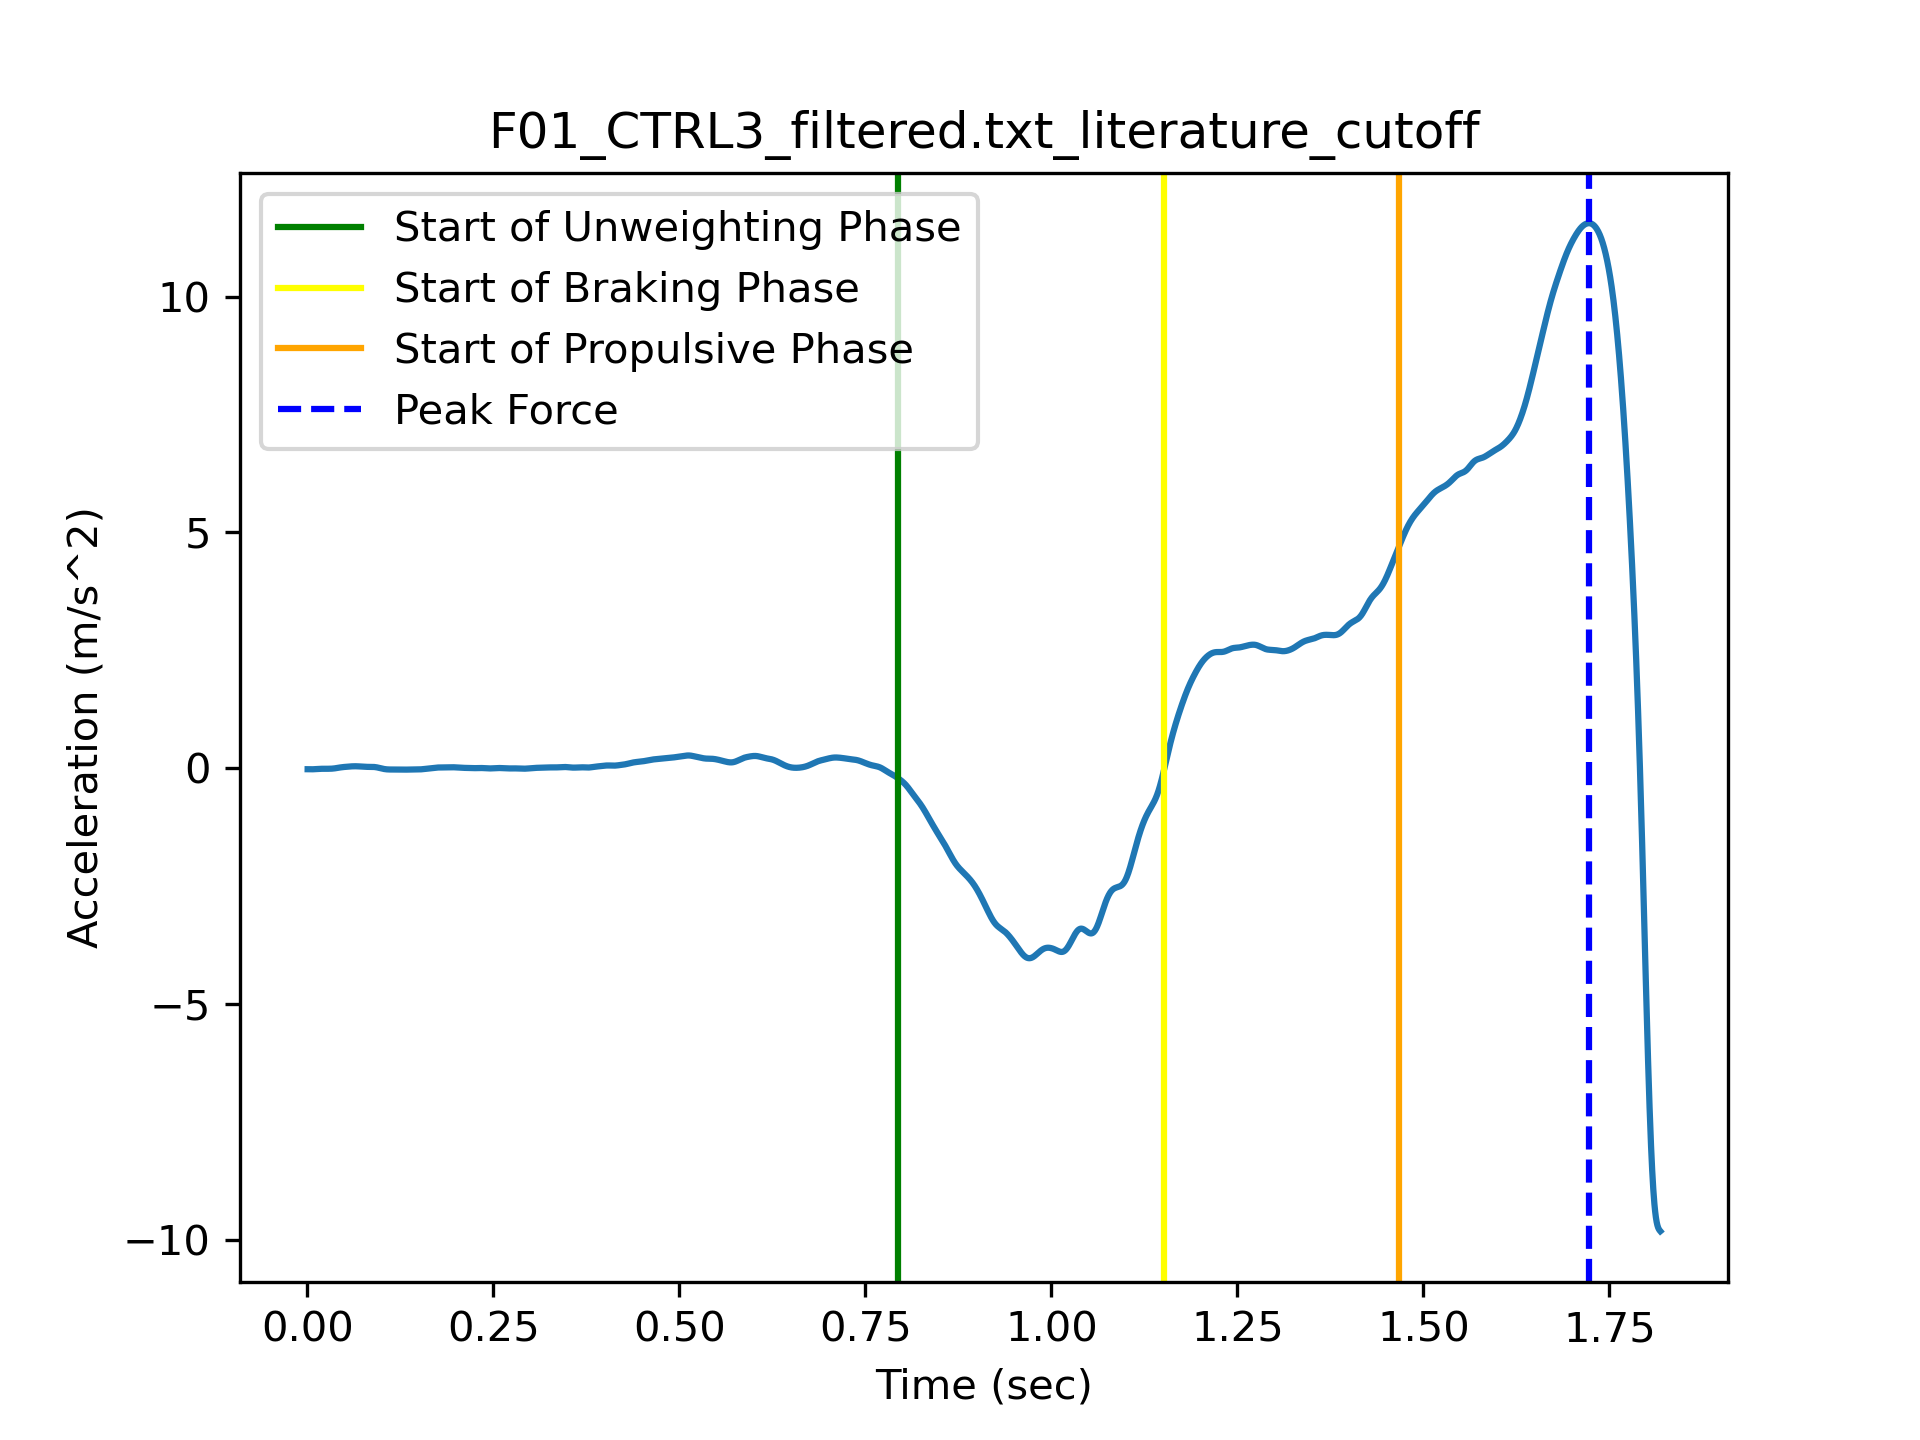 F01_CTRL3_filtered.txt_literature_cutoff
Start of Unweighting Phase
Start of Braking Phase
Start of Propulsive Phase
Peak Force
Acceleration (m/s^2)
10
5
0
−5
−10
0.00 0.25 0.50 0.75 1.00 1.25 1.50 1.75
Time (sec)